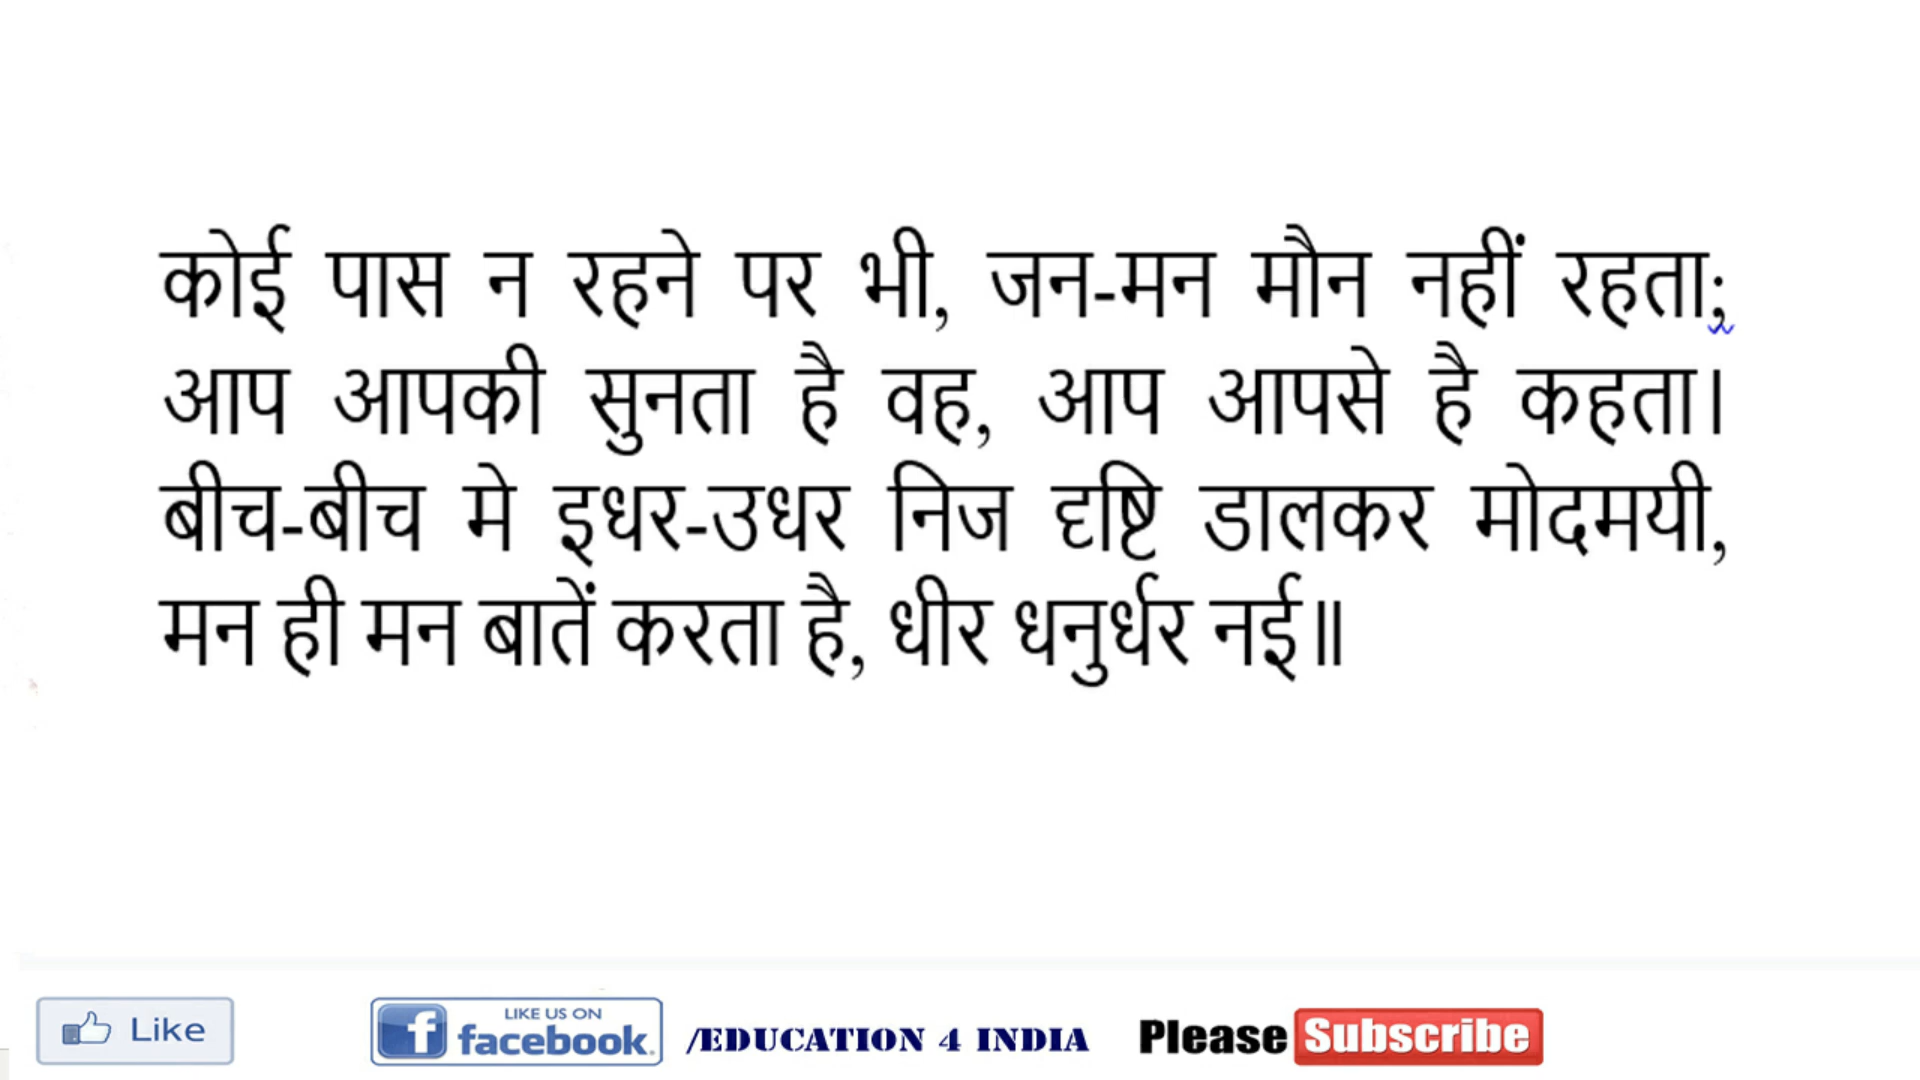 कोई पास न रहने पर भी, जन-मन मौन नहीं रहता;
आप आपकी सुनता है वह, आप आपसे है कहता।
बीच-बीच मे इधर-उधर निज दृष्टि डालकर मोदमयी,
मन ही मन बातें करता है, धीर धनुर्धर नई॥
Like
LIKE US ON
facebook.
/EDUCATION 4 INDIA
Please Subscribe